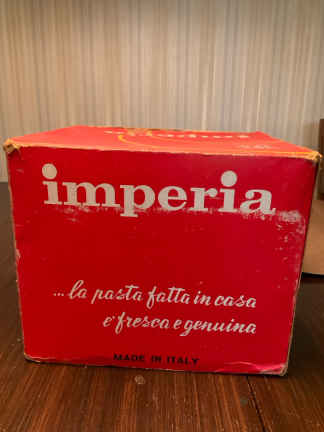 imperia
...la pasta fatta in casa
e' fresca e genuina
MADE IN ITALY